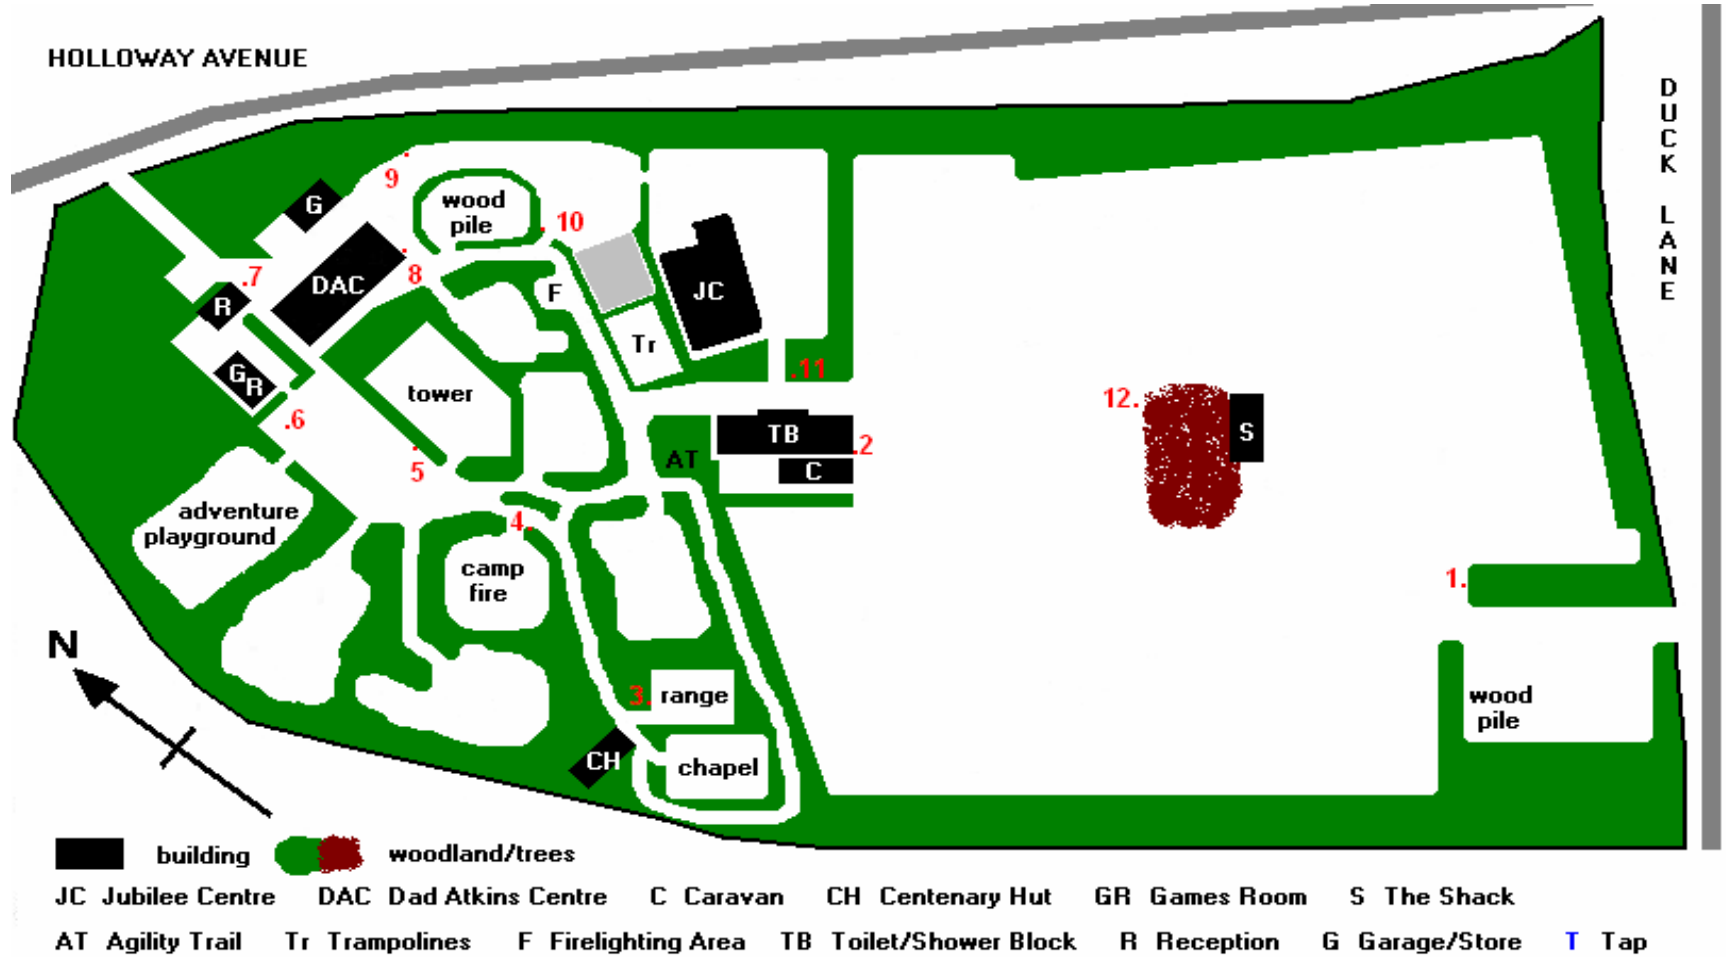 HOLLOWAY AVENUE
DUCK LANE
9
G
wood
pile
. 10
.7
8
DAC
R
F
JC
Tr
GR
tower
.11
.6
12.
S
TB
.2
5
AT
C
adventure
playground
4.
camp
fire
1.
N
3.
range
wood
pile
CH
chapel
building
woodland/trees
JC Jubilee Centre DAC Dad Atkins Centre C Caravan CH Centenary Hut GR Games Room S The Shack
AT Agility Trail Tr Trampolines F Firelighting Area TB Toilet/Shower Block R Reception G Garage/Store T Tap